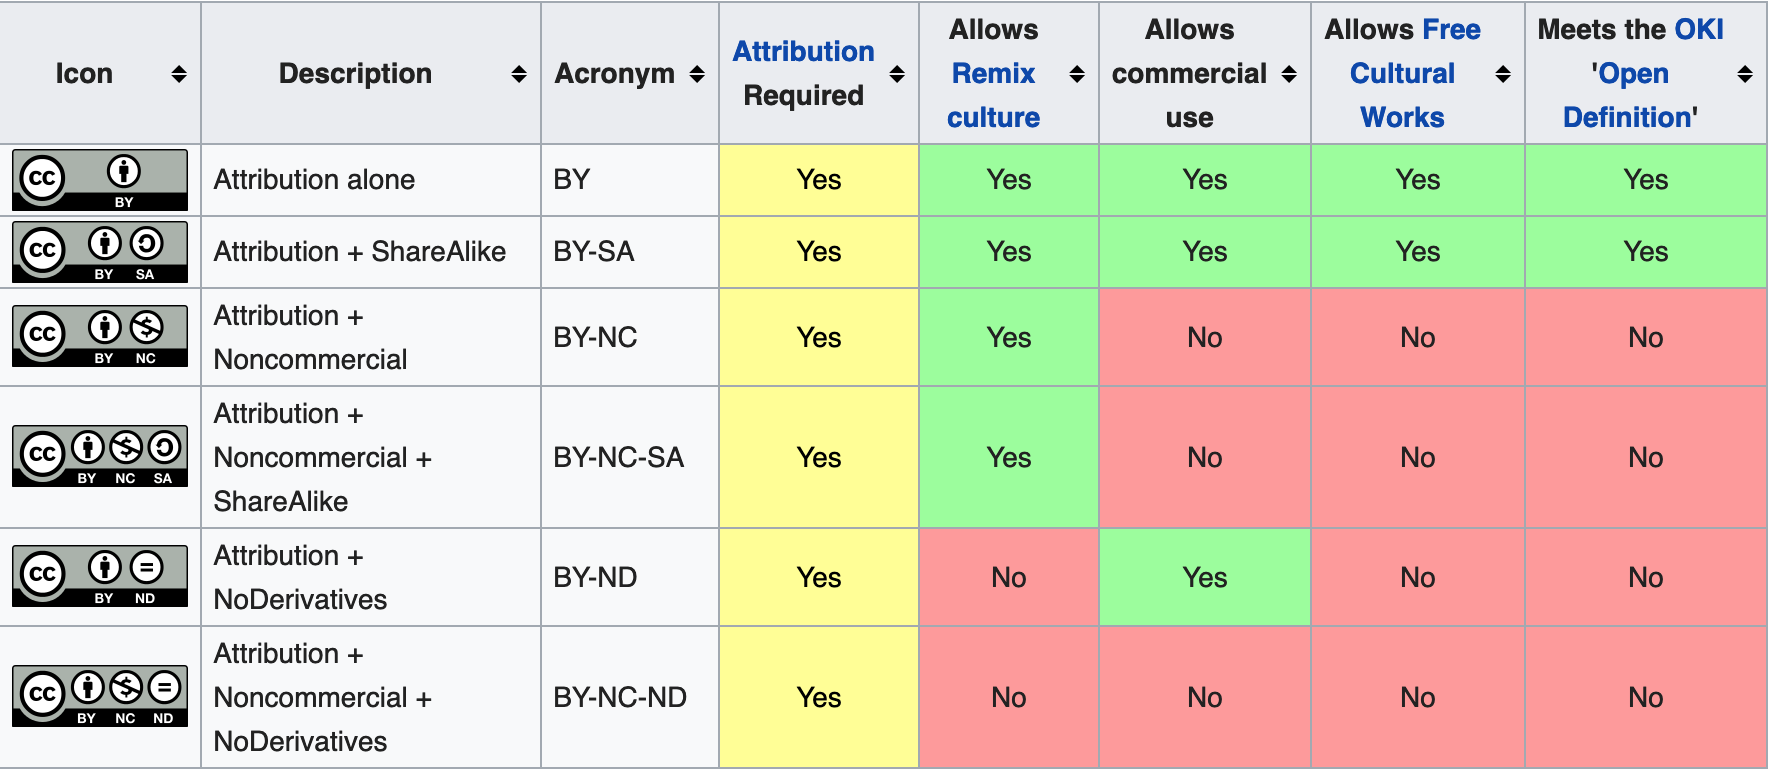 Icon
Description
Acronym
Attribution
Required
Allows
Remix
culture
Allows
commercial
use
Allows Free
Cultural
Works
Meets the OKI
'Open
Definition'
cc BY
Attribution alone
BY
Yes
Yes
Yes
Yes
Yes
cc BY SA
Attribution + ShareAlike
BY-SA
Yes
Yes
Yes
Yes
Yes
cc BY NC
Attribution +
Noncommercial
BY-NC
Yes
Yes
No
No
No
cc BY NC SA
Attribution +
Noncommercial +
ShareAlike
BY-NC-SA
Yes
Yes
No
No
No
cc BY ND
Attribution +
NoDerivatives
BY-ND
Yes
No
Yes
No
No
cc BY NC ND
Attribution +
Noncommercial +
NoDerivatives
BY-NC-ND
Yes
No
No
No
No